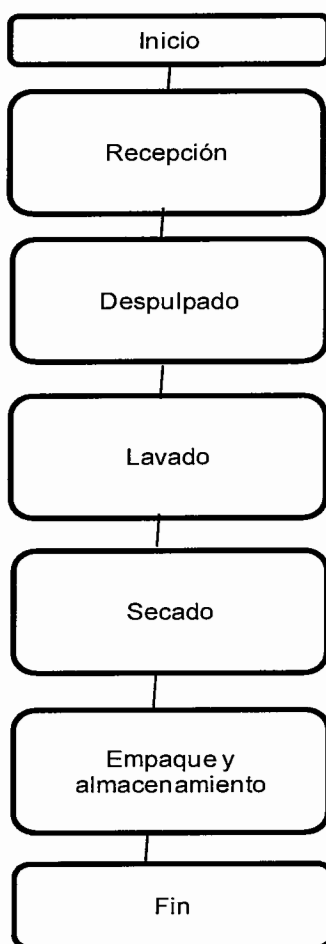 Inicio
Recepción
Despulpado
Lavado
Secado
Empaque y
almacenamiento
Fin